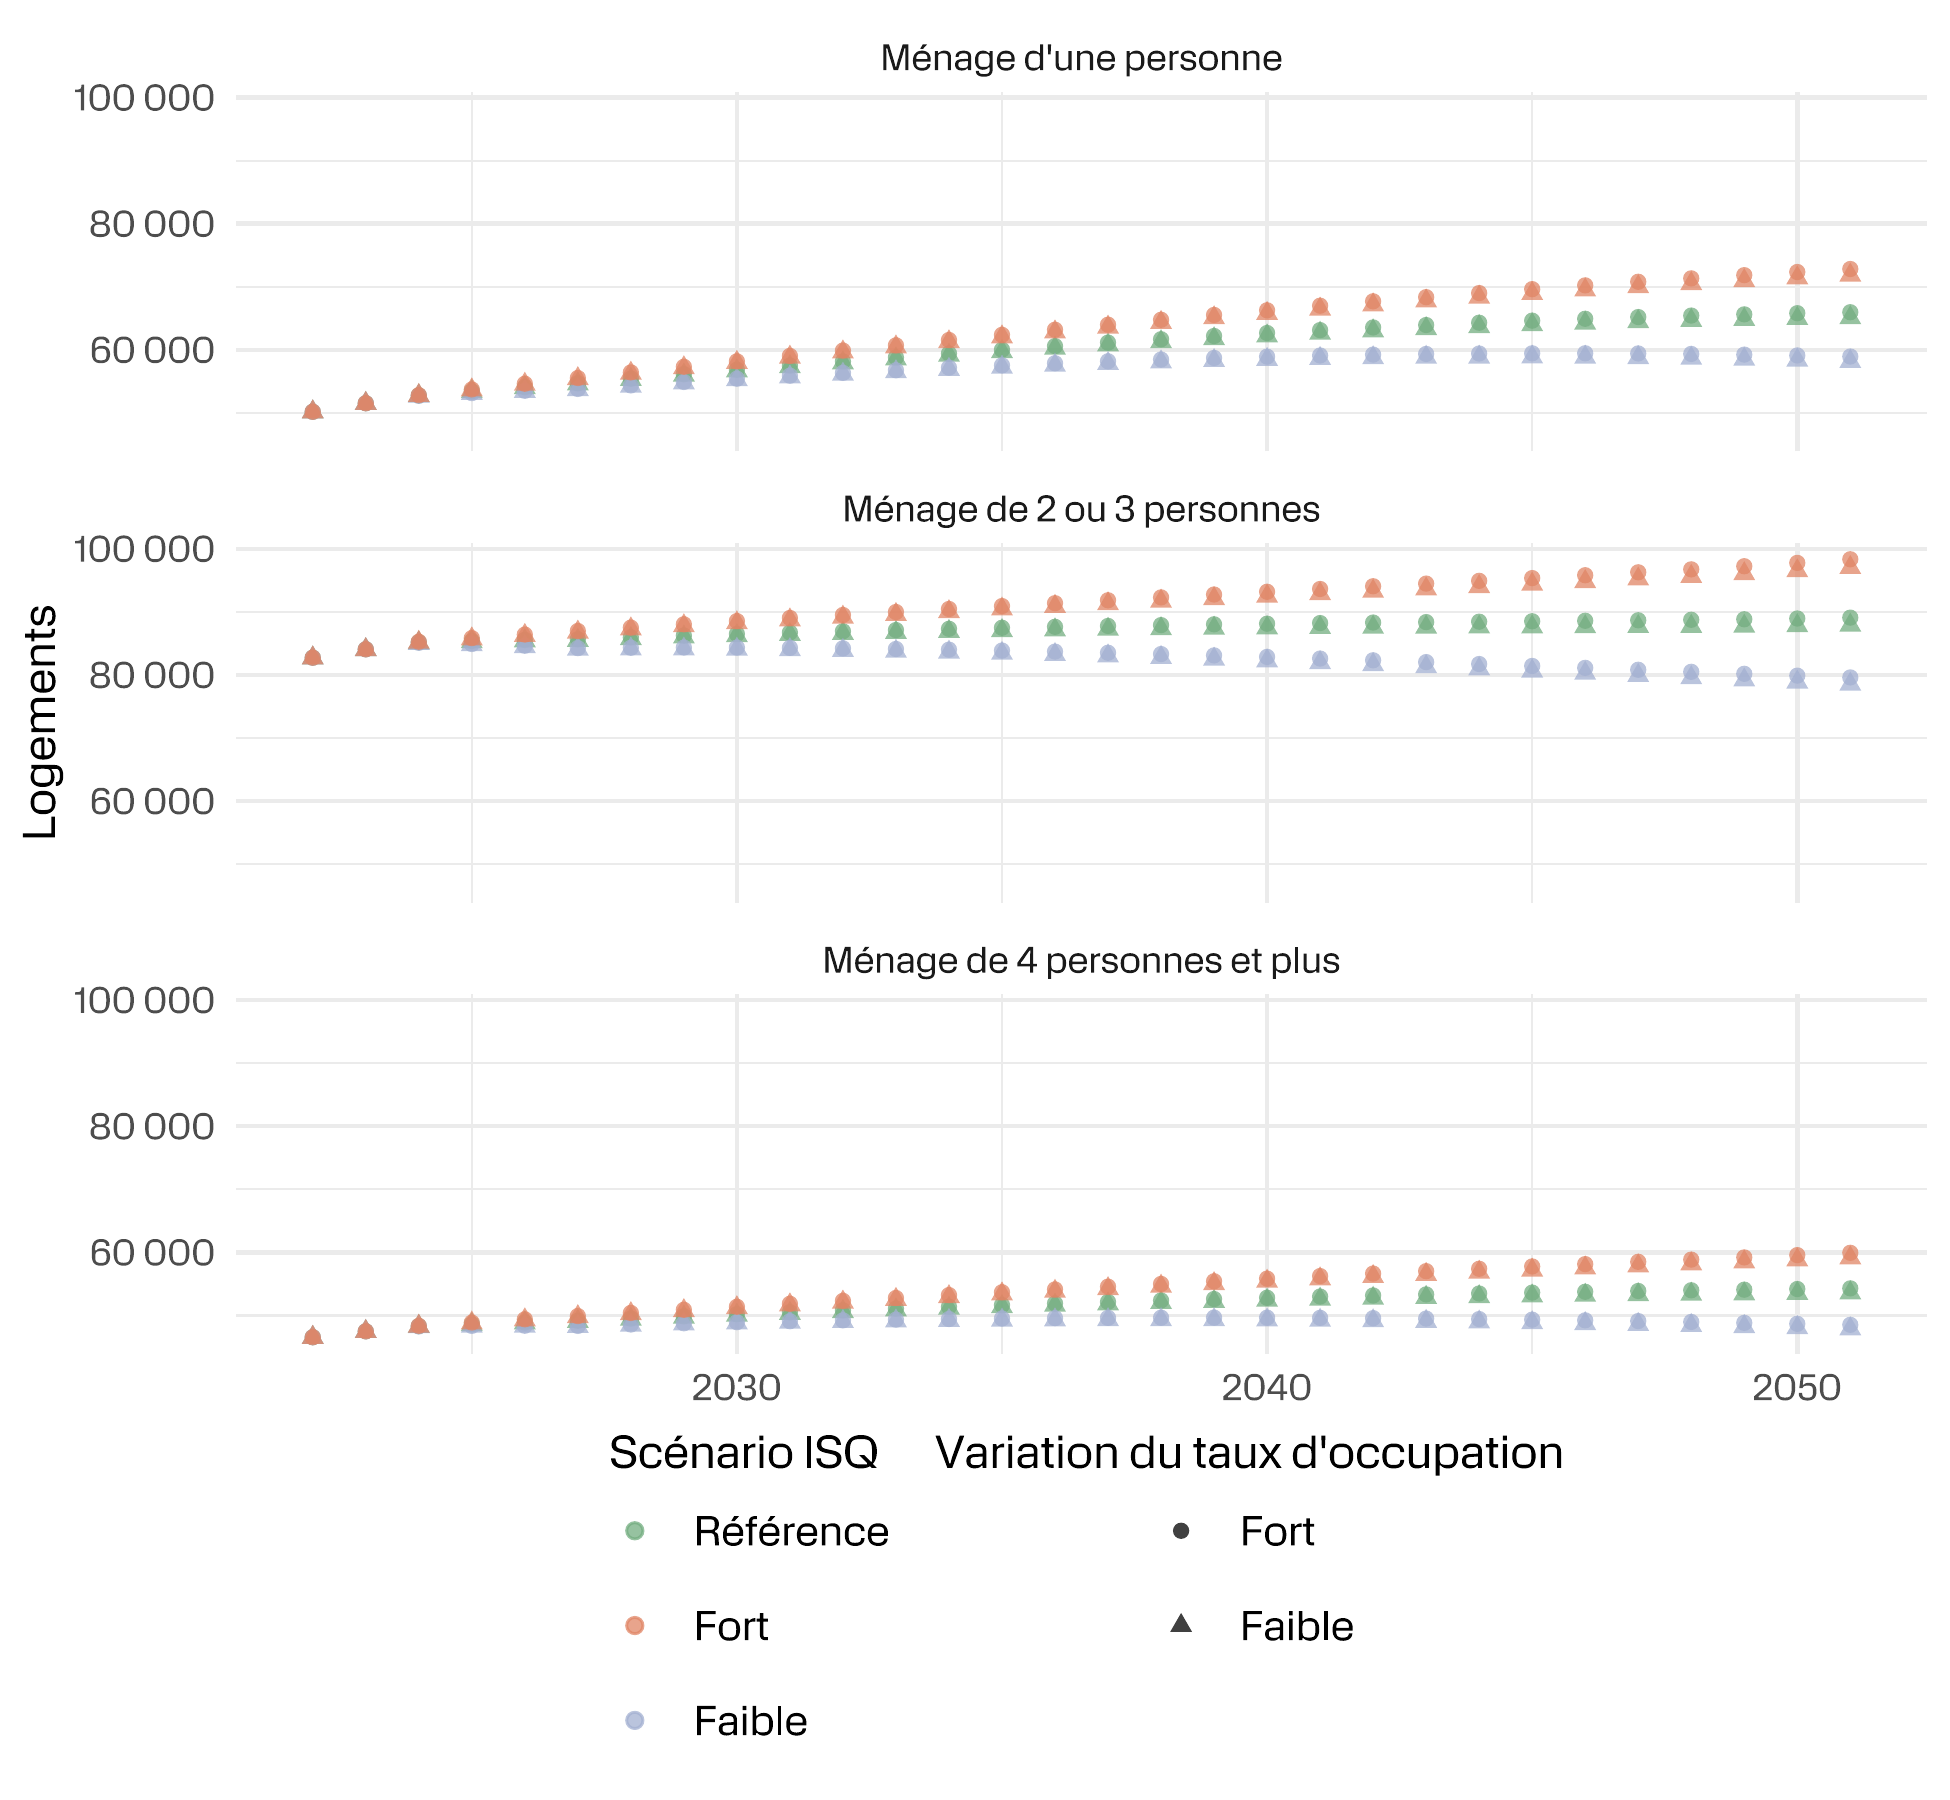 Ménage d'une personne
100 000
80 000
60 000
Ménage de 2 ou 3 personnes
100 000
80 000
60 000
Logements
Ménage de 4 personnes et plus
100 000
80 000
60 000
2030 2040 2050
Scénario ISQ Variation du taux d'occupation
Référence Fort
Fort Faible
Faible